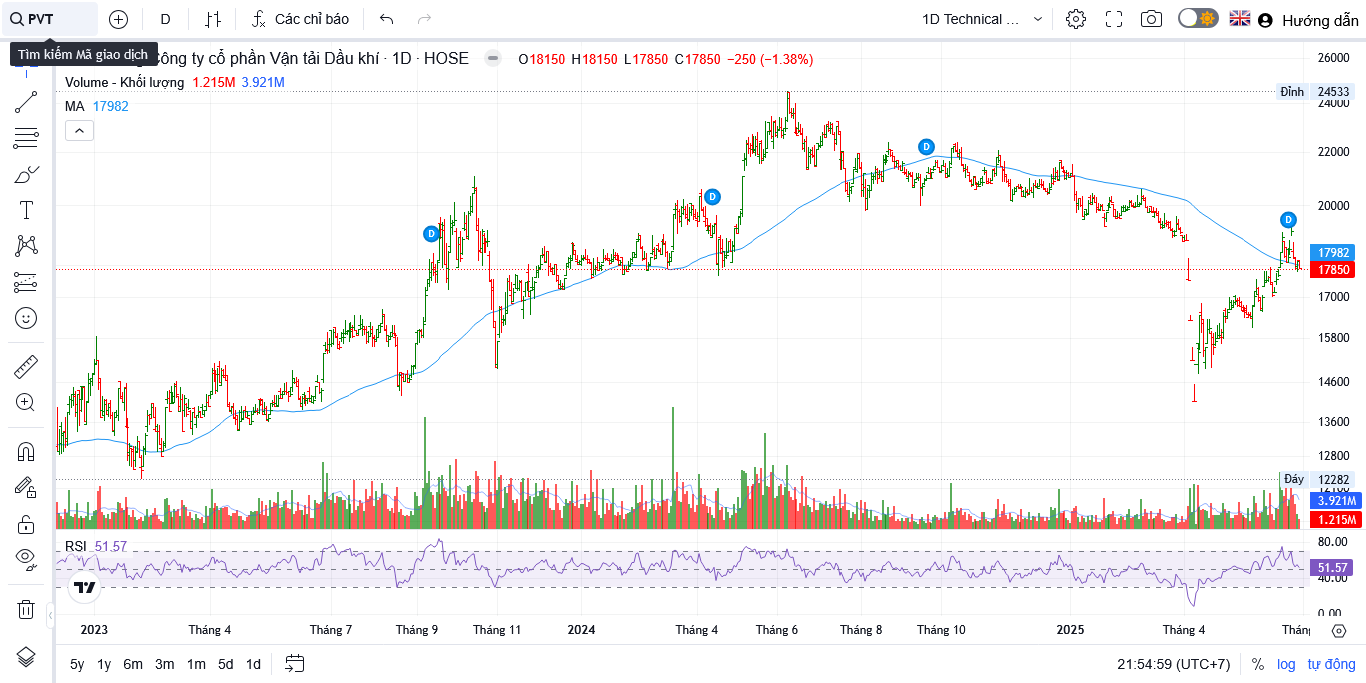 PVT
D
Các chỉ báo
1D Technical ...
Hướng dẫn
Tìm kiếm Mã giao dịch
Công ty cổ phần Vận tải Dầu khí · 1D · HOSE
O18150 H18150 L17850 C17850 −250 (−1.38%)
Volume - Khối lượng 1.215M 3.921M
MA 17982
26000
Đỉnh 24533
24000
22000
20000
17982
17850
17000
15800
14600
13600
12800
Đáy 12282
3.921M
1.215M
D
D
D
D
RSI 51.57
80.00
51.57
40.00
0.00
2023 Tháng 4 Tháng 7 Tháng 9 Tháng 11 2024 Tháng 4 Tháng 6 Tháng 8 Tháng 10 2025 Tháng 4 Tháng
5y 1y 6m 3m 1m 5d 1d
21:54:59 (UTC+7) % log tự động